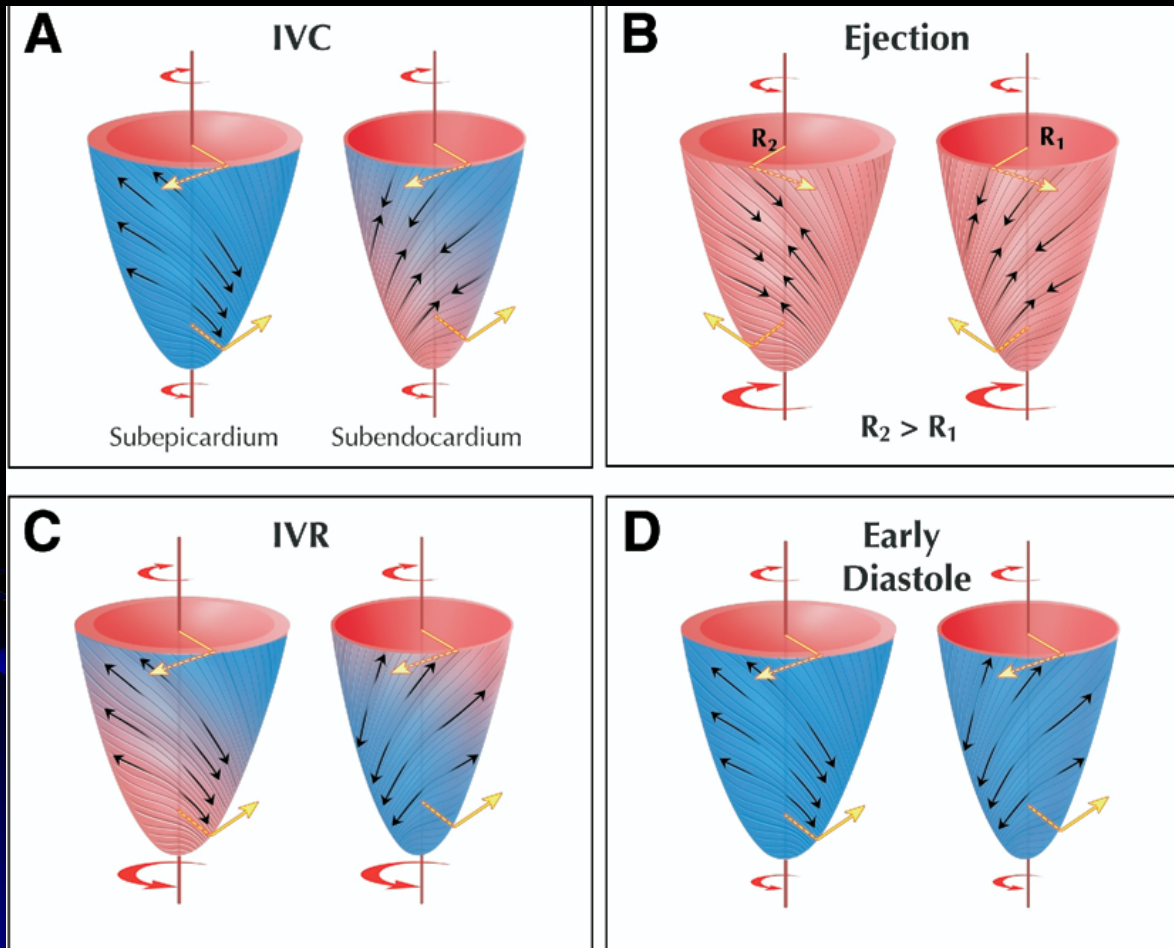 A
IVC
Subepicardium
Subendocardium
B
Ejection
R₂
R₁
R₂ > R₁
C
IVR
D
Early
Diastole